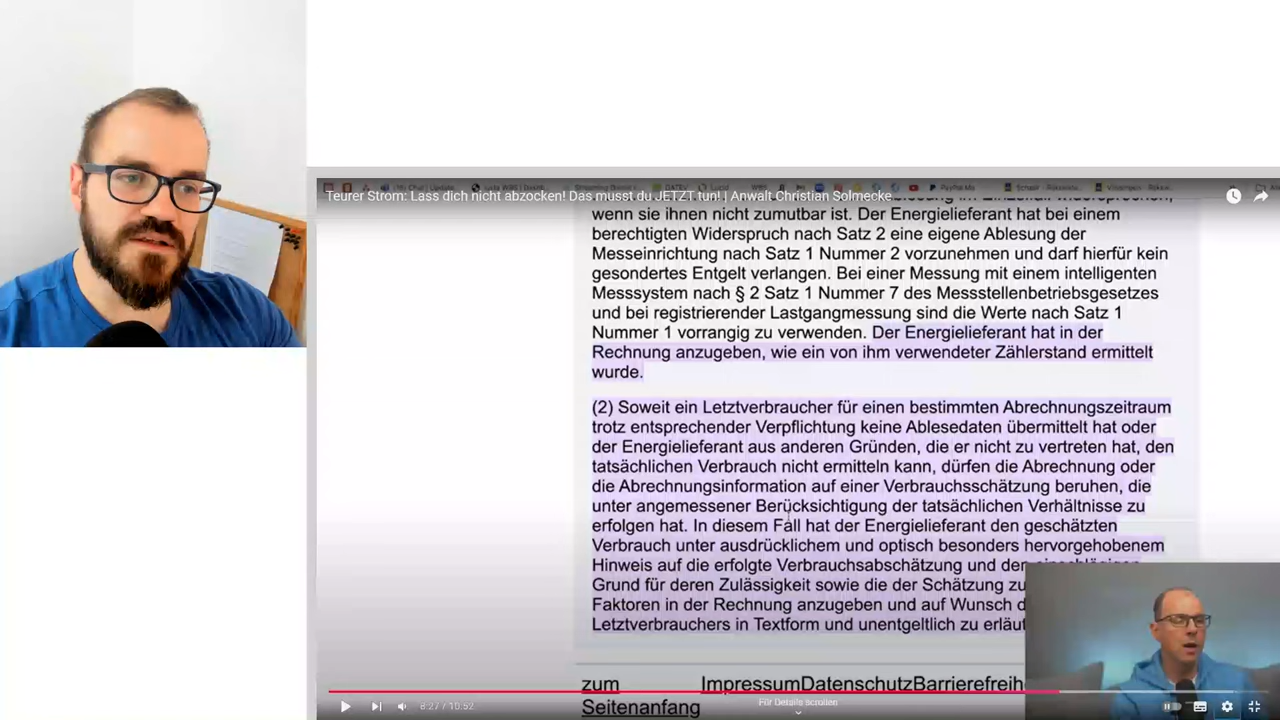 Teurer Strom: Lass dich nicht abzocken! Das musst du JETZT tun! | Anwalt Christian Solmecke
wenn sie ihnen nicht zumutbar ist. Der Energielieferant hat bei einem
berechtigten Widerspruch nach Satz 2 eine eigene Ablesung der
Messeinrichtung nach Satz 1 Nummer 2 vorzunehmen und darf hierfür kein
gesondertes Entgelt verlangen. Bei einer Messung mit einem intelligenten
Messsystem nach § 2 Satz 1 Nummer 7 des Messstellenbetriebsgesetzes
und bei registrierender Lastgangmessung sind die Werte nach Satz 1
Nummer 1 vorrangig zu verwenden. Der Energielieferant hat in der
Rechnung anzugeben, wie ein von ihm verwendeter Zählerstand ermittelt
wurde.
(2) Soweit ein Letztverbraucher für einen bestimmten Abrechnungszeitraum
trotz entsprechender Verpflichtung keine Ablesedaten übermittelt hat oder
der Energielieferant aus anderen Gründen, die er nicht zu vertreten hat, den
tatsächlichen Verbrauch nicht ermitteln kann, dürfen die Abrechnung oder
die Abrechnungsinformation auf einer Verbrauchsschätzung beruhen, die
unter angemessener Berücksichtigung der tatsächlichen Verhältnisse zu
erfolgen hat. In diesem Fall hat der Energielieferant den geschätzten
Verbrauch unter ausdrücklichem und optisch besonders hervorgehobenem
Hinweis auf die erfolgte Verbrauchsabschätzung und den
Grund für deren Zulässigkeit sowie die der Schätzung zu
Faktoren in der Rechnung anzugeben und auf Wunsch d
Letztverbrauchers in Textform und unentgeltlich zu erläut
zum ImpressumDatenschutzBarrierefreihe
Seitenanfang
Für Details scrollen
8:27 / 10:52